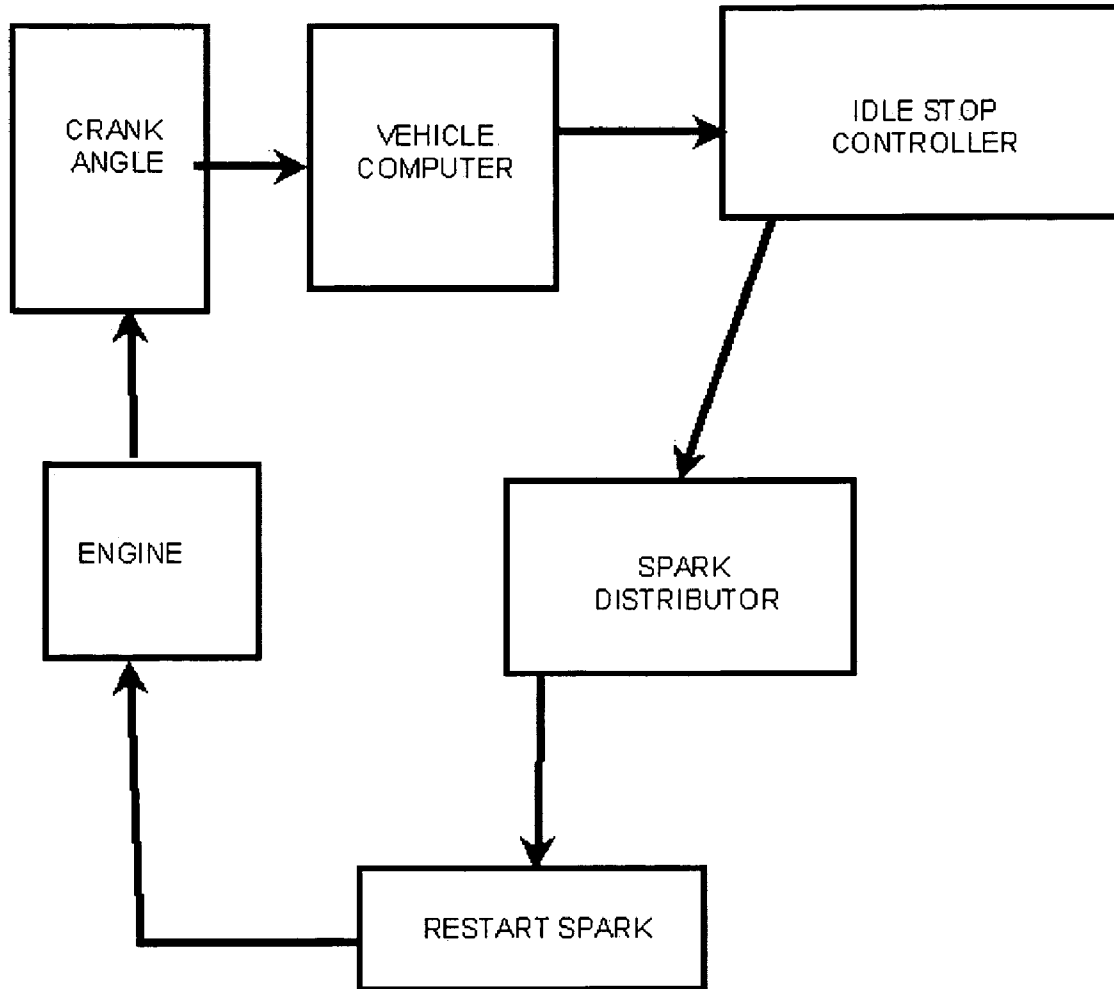 CRANK
ANGLE
VEHICLE
COMPUTER
IDLE STOP
CONTROLLER
ENGINE
SPARK
DISTRIBUTOR
RESTART SPARK